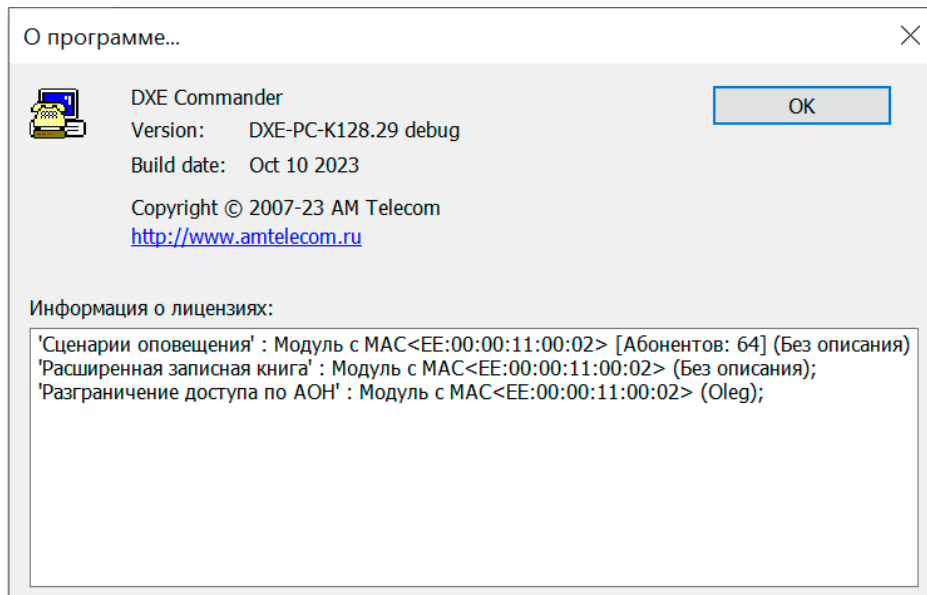 О программе...
DXE Commander
OK
Version: DXE-PC-K128.29 debug
Build date: Oct 10 2023
Copyright © 2007-23 AM Telecom
http://www.amtelecom.ru
Информация о лицензиях:
'Сценарии оповещения' : Модуль с MAC<EE:00:00:11:00:02> [Абонентов: 64] (Без описания)
'Расширенная записная книга' : Модуль с MAC<EE:00:00:11:00:02> (Без описания);
'Разграничение доступа по АОН' : Модуль с MAC<EE:00:00:11:00:02> (Oleg);